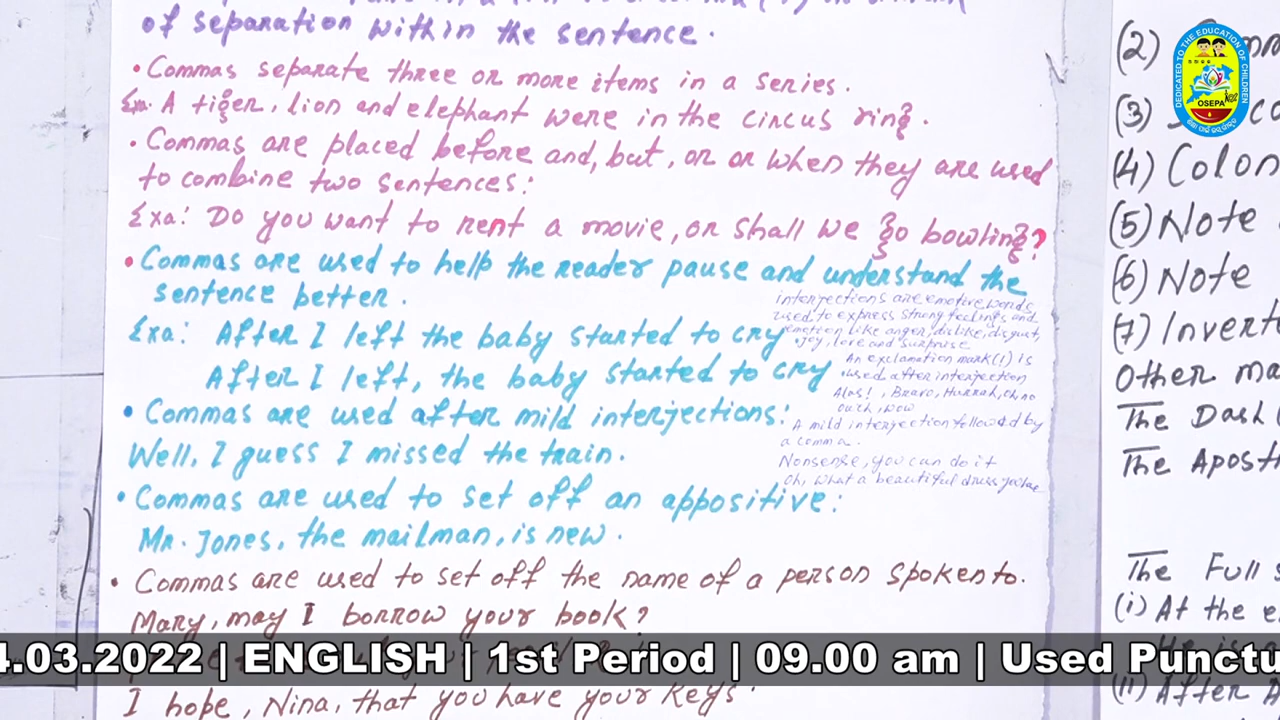 of separation within the sentence.
• Commas separate three or more items in a series.
Ex: A tiger, lion and elephant were in the circus ring.
• Commas are placed before and, but, or or when they are used
to combine two sentences:
Exa: Do you want to rent a movie, or shall we go bowling?
• Commas are used to help the reader pause and understand the
sentence better.
Exa: After I left the baby started to cry
After I left, the baby started to cry
interjections are emotive words
used to express strong feelings and
emotion like anger, dislike, disgust,
joy, love and surprise
An exclamation mark(!) is
used after interjection
Alas!, Bravo, Hurrah, oh no
ouch, wow
A mild interjection followed by
a comma.
Nonsense, you can do it
Oh, what a beautiful dress
• Commas are used after mild interjections:
Well, I guess I missed the train.
• Commas are used to set off an appositive:
Mr. Jones, the mailman, is new.
• Commas are used to set off the name of a person spoken to.
Mary, may I borrow your book?
I hope, Nina, that you have your keys.
(2)
(3)
(4) Colon
(5) Note
(6) Note
(7) Invert
Other ma
The Dash
The Apost
The Full s
(i) At the e
(ii) After A
DEDICATED TO THE EDUCATION OF CHILDREN
OSEPA
4.03.2022 | ENGLISH | 1st Period | 09.00 am | Used Punctu